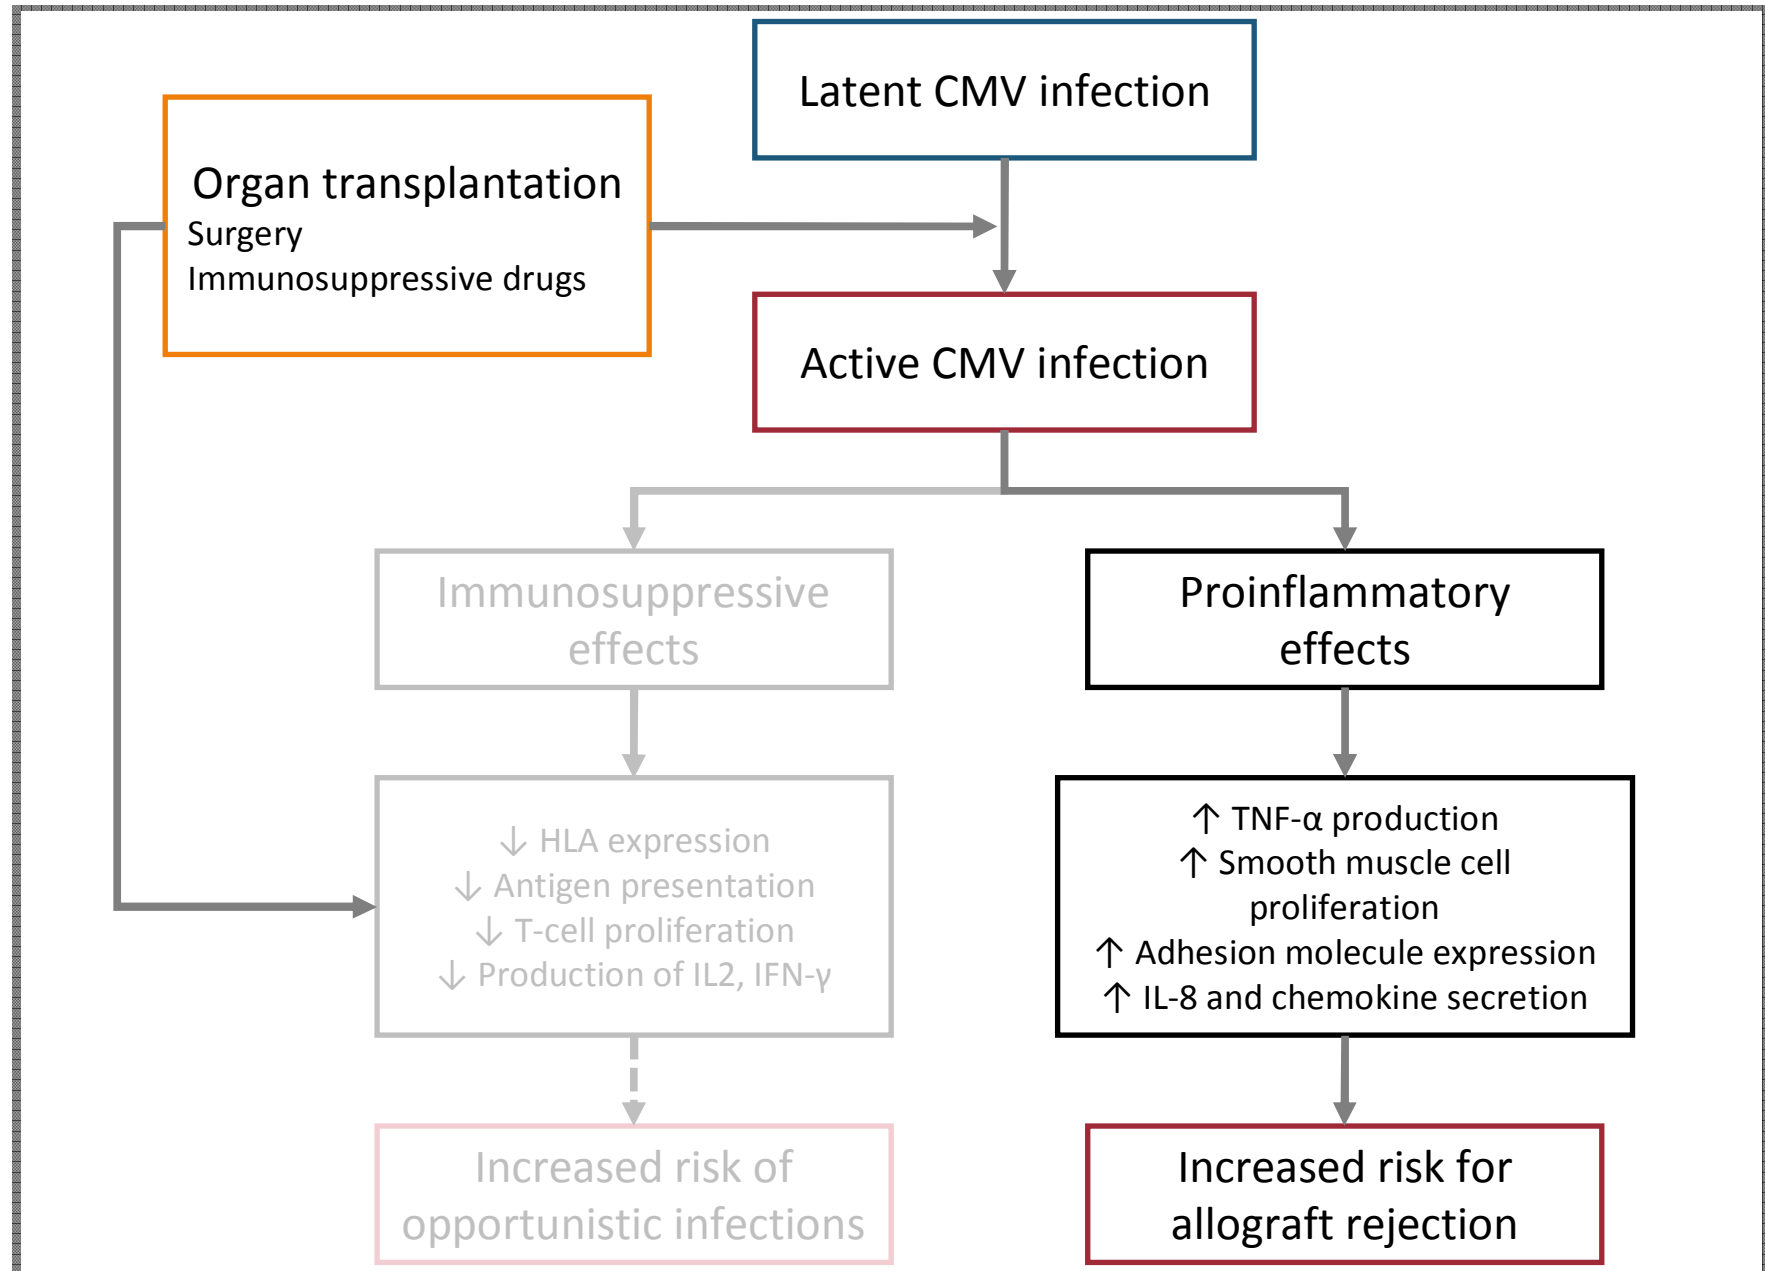 Latent CMV infection
Organ transplantation
Surgery
Immunosuppressive drugs
Active CMV infection
Immunosuppressive
effects
Proinflammatory
effects
↓ HLA expression
↓ Antigen presentation
↓ T-cell proliferation
↓ Production of IL2, IFN-γ
↑ TNF-α production
↑ Smooth muscle cell
proliferation
↑ Adhesion molecule expression
↑ IL-8 and chemokine secretion
Increased risk of
opportunistic infections
Increased risk for
allograft rejection